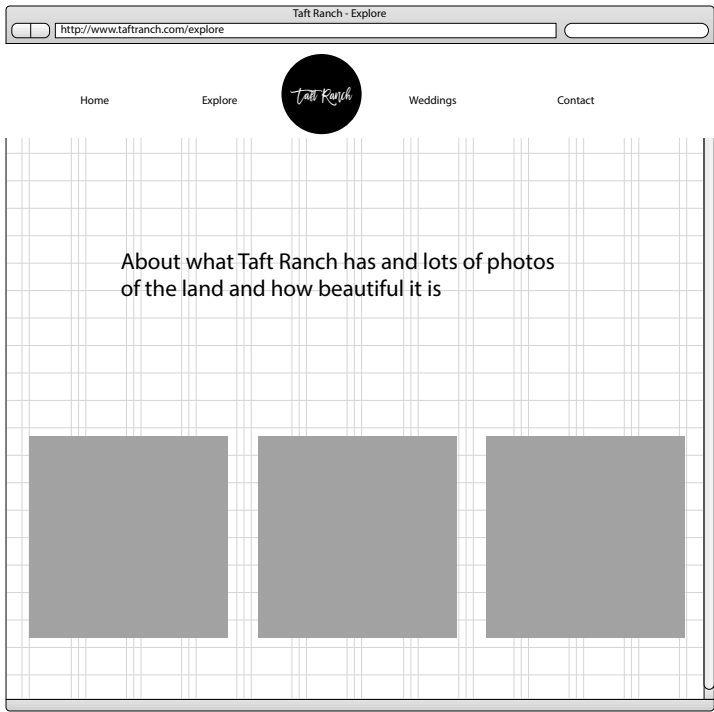 Taft Ranch - Explore
http://www.taftranch.com/explore
Home Explore Taft Ranch Weddings Contact
About what Taft Ranch has and lots of photos
of the land and how beautiful it is